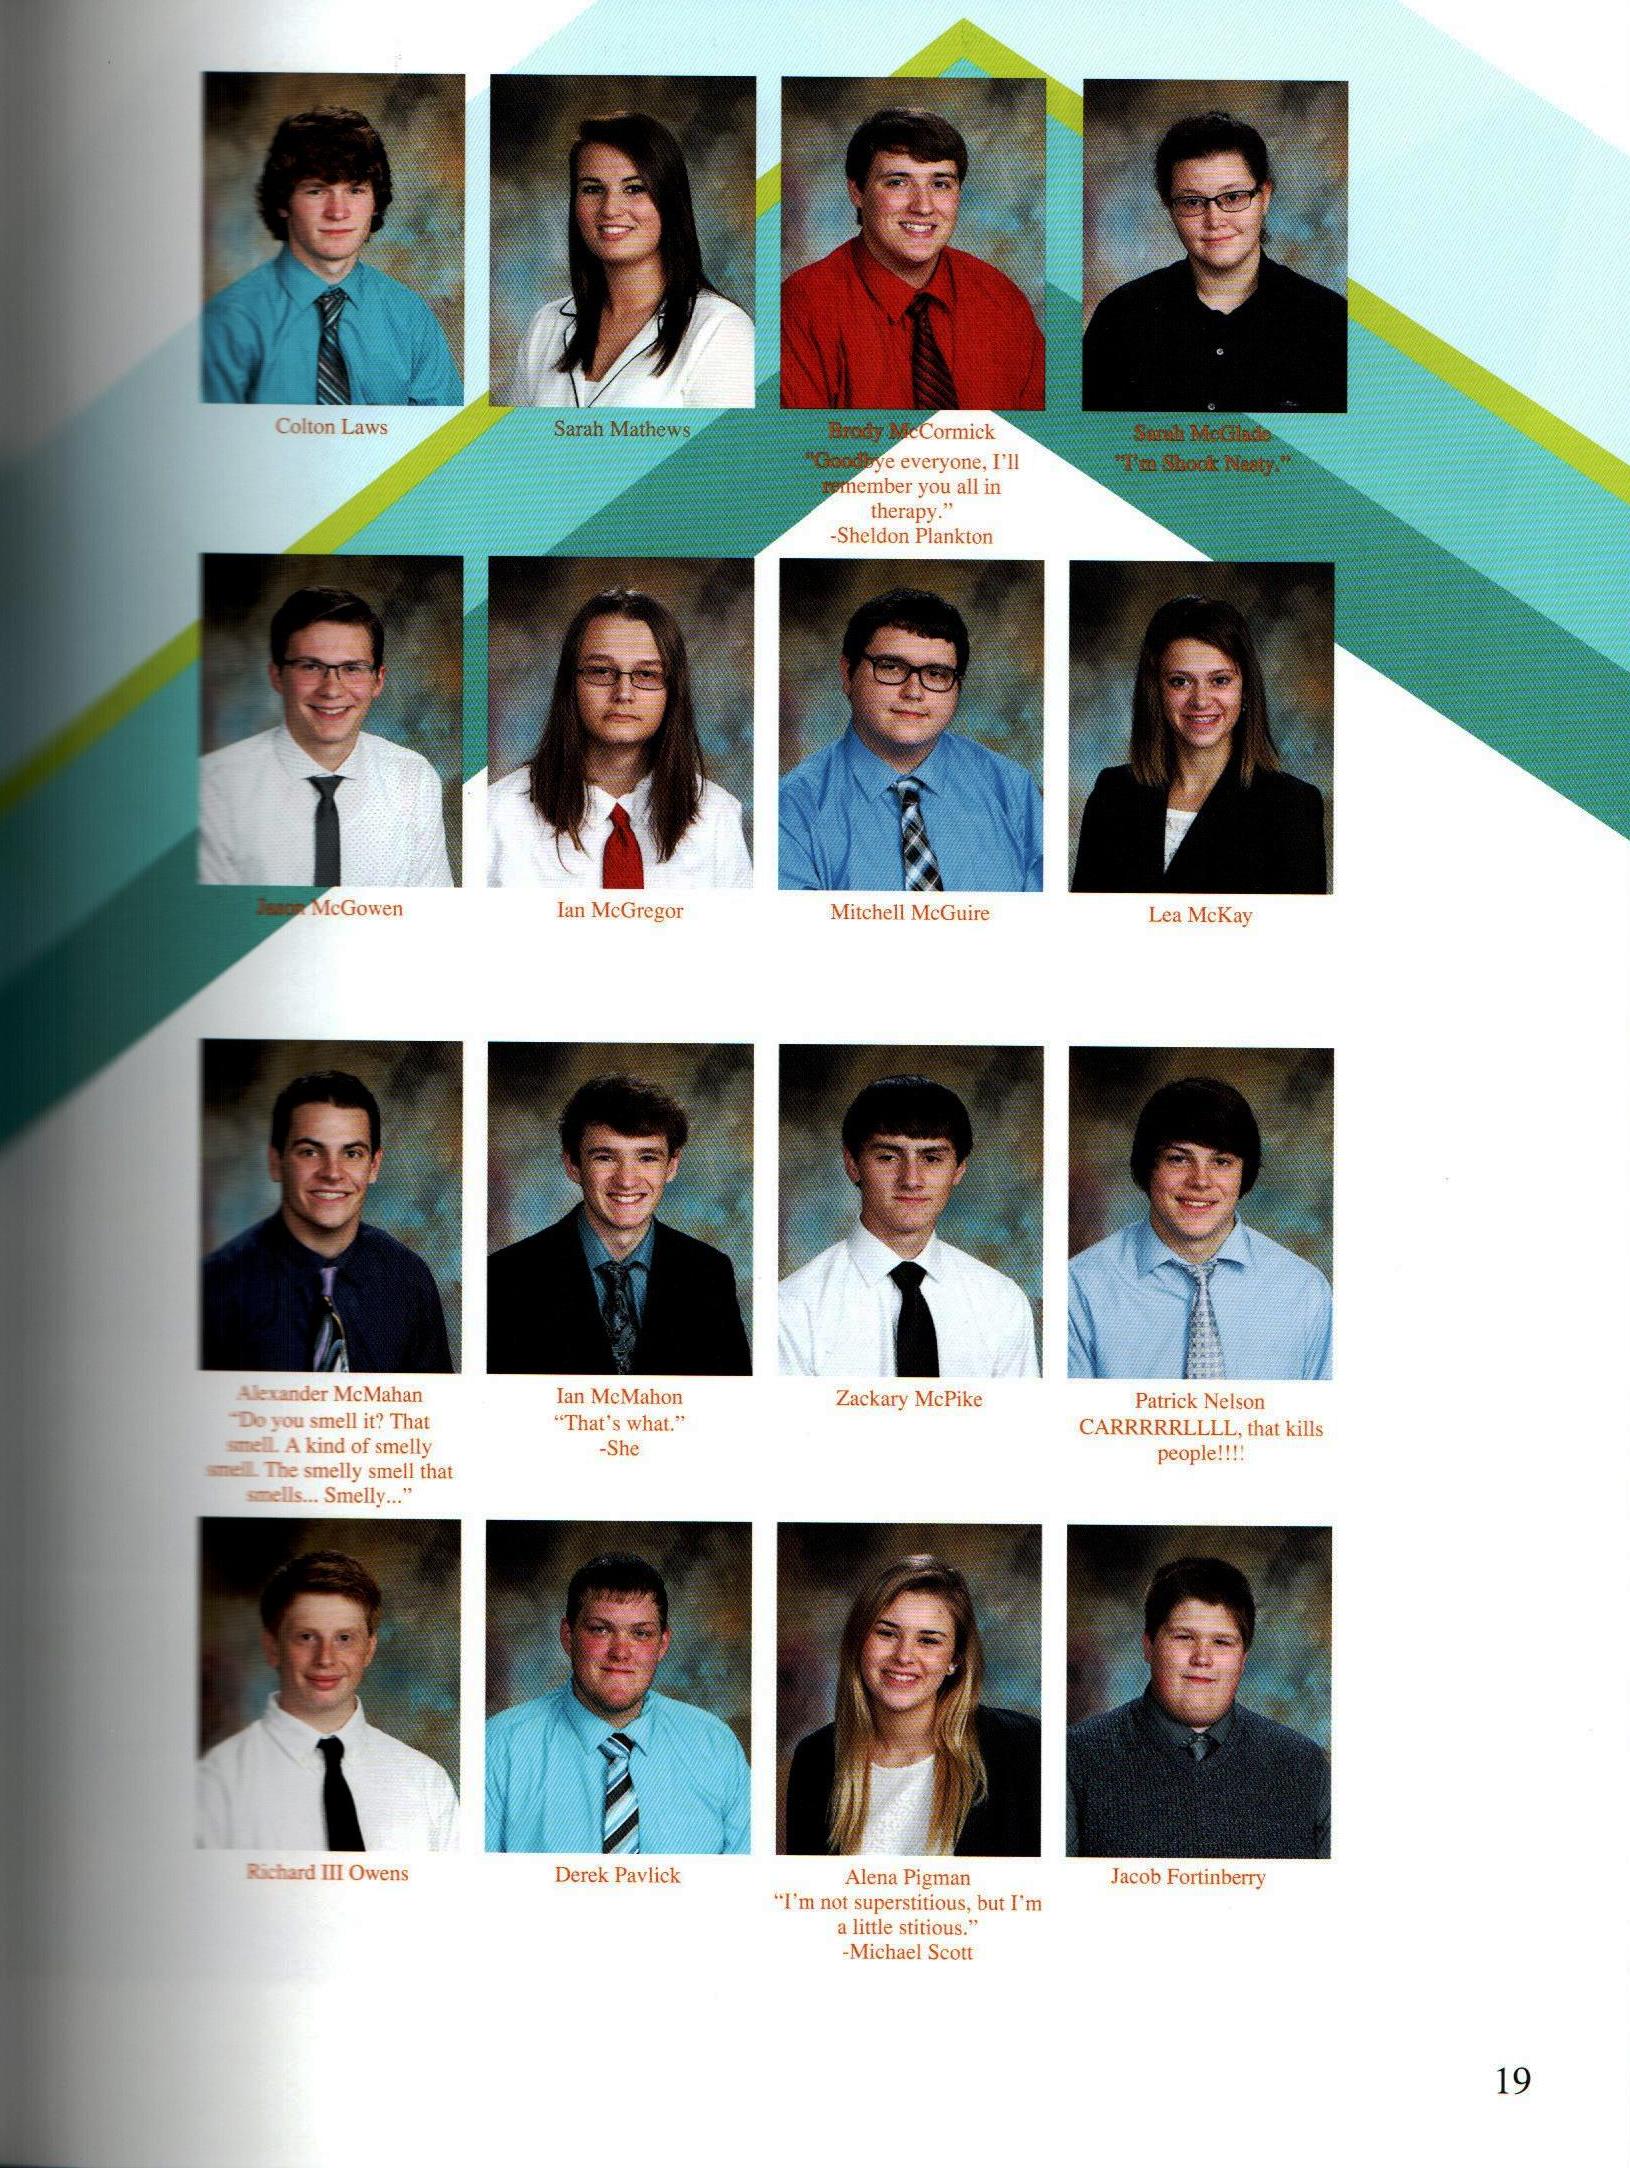 Colton Laws
Sarah Mathews
Brody McCormick
"Goodbye everyone, I'll
remember you all in
therapy."
-Sheldon Plankton
Sarah McGlade
"I'm Shook Nasty."
Jason McGowen
Ian McGregor
Mitchell McGuire
Lea McKay
Alexander McMahan
“Do you smell it? That
smell. A kind of smelly
smell. The smelly smell that
smells... Smelly...”
Ian McMahon
“That’s what.”
-She
Zackary McPike
Patrick Nelson
CARRRRRLLLL, that kills
people!!!!
Richard III Owens
Derek Pavlick
Alena Pigman
“I’m not superstitious, but I’m
a little stitious.”
-Michael Scott
Jacob Fortinberry
19